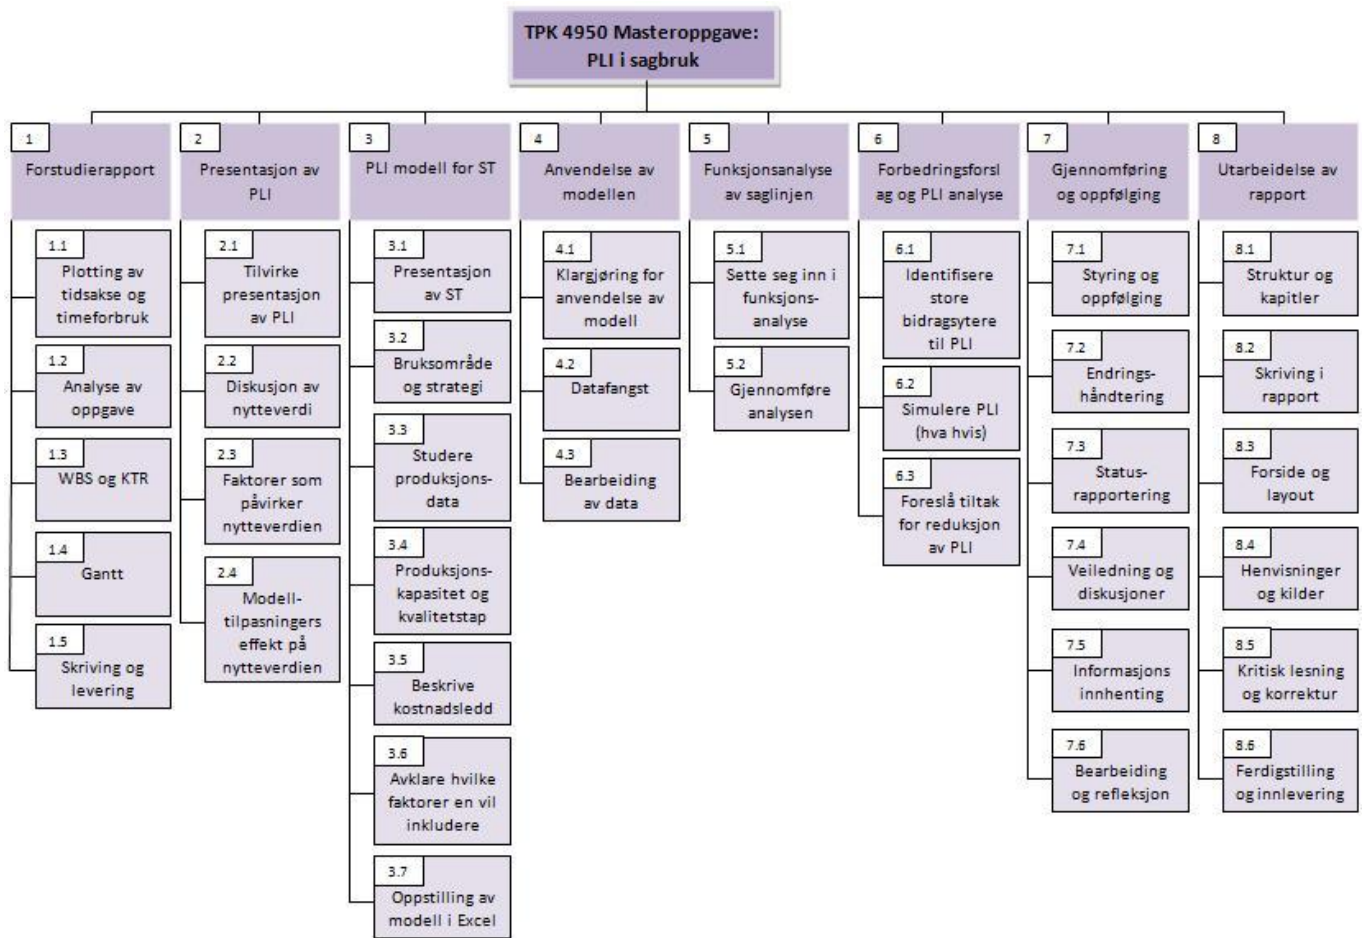 TPK 4950 Masteroppgave:
PLI i sagbruk
1
Forstudierapport
1.1
Plotting av
tidsakse og
timeforbruk
1.2
Analyse av
oppgave
1.3
WBS og KTR
1.4
Gantt
1.5
Skriving og
levering
2
Presentasjon av
PLI
2.1
Tilvirke
presentasjon
av PLI
2.2
Diskusjon av
nytteverdi
2.3
Faktorer som
påvirker
nytteverdien
2.4
Modell-
tilpasningers
effekt på
nytteverdien
3
PLI modell for ST
3.1
Presentasjon
av ST
3.2
Bruksområde
og strategi
3.3
Studere
produksjons-
data
3.4
Produksjons-
kapasitet og
kvalitetstap
3.5
Beskrive
kostnadsledd
3.6
Avklare hvilke
faktorer en vil
inkludere
3.7
Oppstilling av
modell i Excel
4
Anvendelse av
modellen
4.1
Klargjøring for
anvendelse av
modell
4.2
Datafangst
4.3
Bearbeiding
av data
5
Funksjonsanalyse
av saglinjen
5.1
Sette seg inn i
funksjons-
analyse
5.2
Gjennomføre
analysen
6
Forbedringsforsl
ag og PLI analyse
6.1
Identifisere
store
bidragsytere
til PLI
6.2
Simulere PLI
(hva hvis)
6.3
Foreslå tiltak
for reduksjon
av PLI
7
Gjennomføring
og oppfølging
7.1
Styring og
oppfølging
7.2
Endrings-
håndtering
7.3
Status-
rapportering
7.4
Veiledning og
diskusjoner
7.5
Informasjons
innhenting
7.6
Bearbeiding
og refleksjon
8
Utarbeidelse av
rapport
8.1
Struktur og
kapitler
8.2
Skriving i
rapport
8.3
Forside og
layout
8.4
Henvisninger
og kilder
8.5
Kritisk lesning
og korrektur
8.6
Ferdigstilling
og innlevering